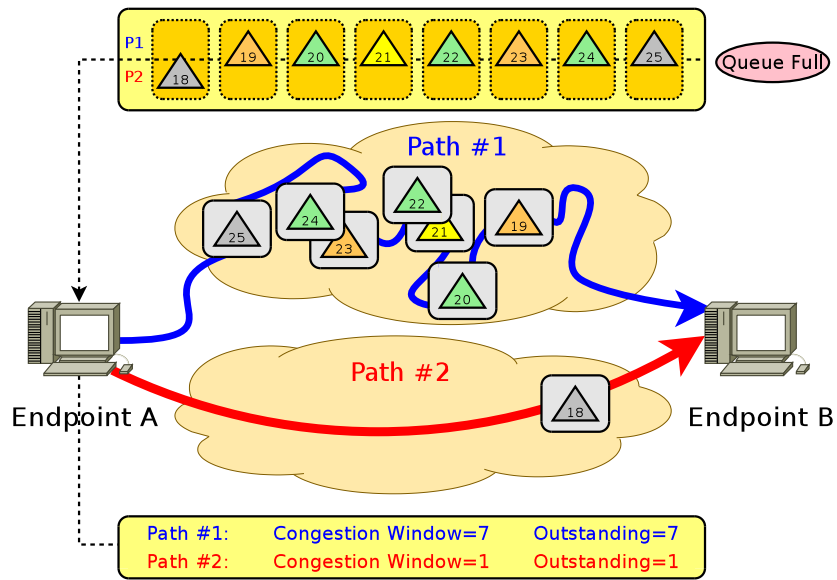 P1
19 20 21 22 23 24 25
Queue Full
P2
18
Path #1
22
24
21
19
25
23
20
Path #2
18
Endpoint A
Endpoint B
Path #1: Congestion Window=7 Outstanding=7
Path #2: Congestion Window=1 Outstanding=1